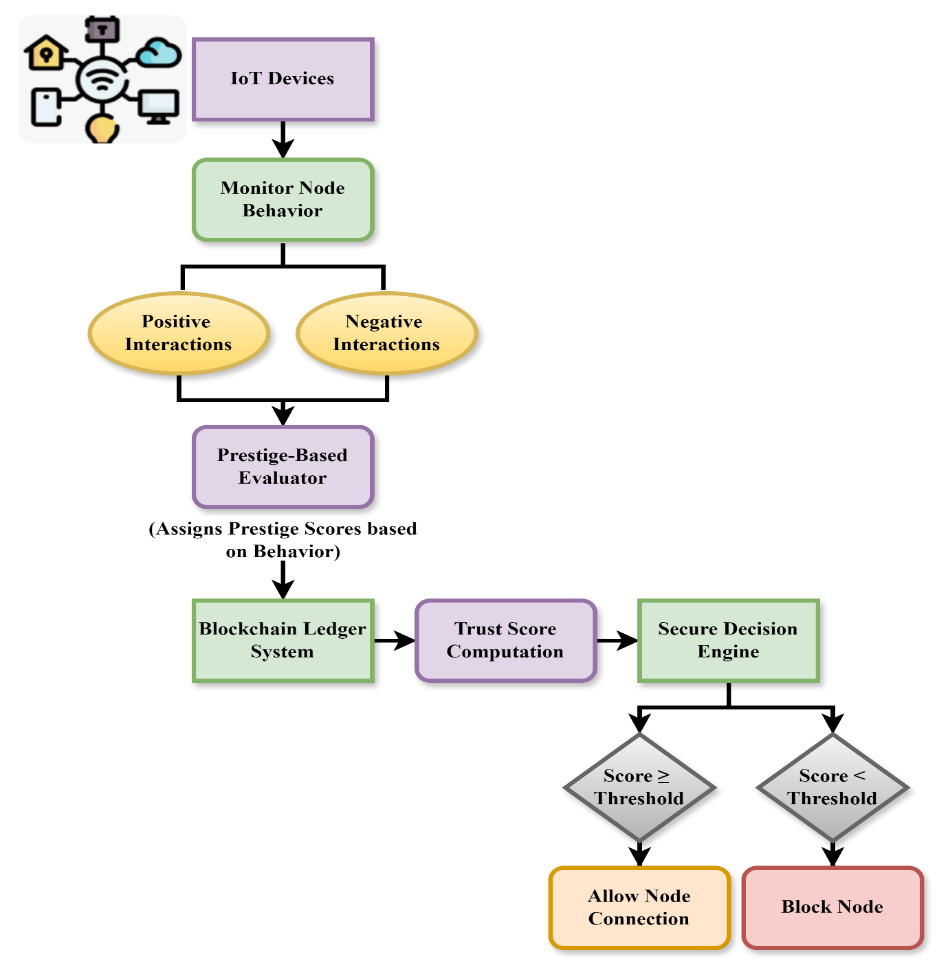 IoT Devices
Monitor Node
Behavior
Positive
Interactions
Negative
Interactions
Prestige-Based
Evaluator
(Assigns Prestige Scores based
on Behavior)
Blockchain Ledger
System
Trust Score
Computation
Secure Decision
Engine
Score ≥
Threshold
Score <
Threshold
Allow Node
Connection
Block Node